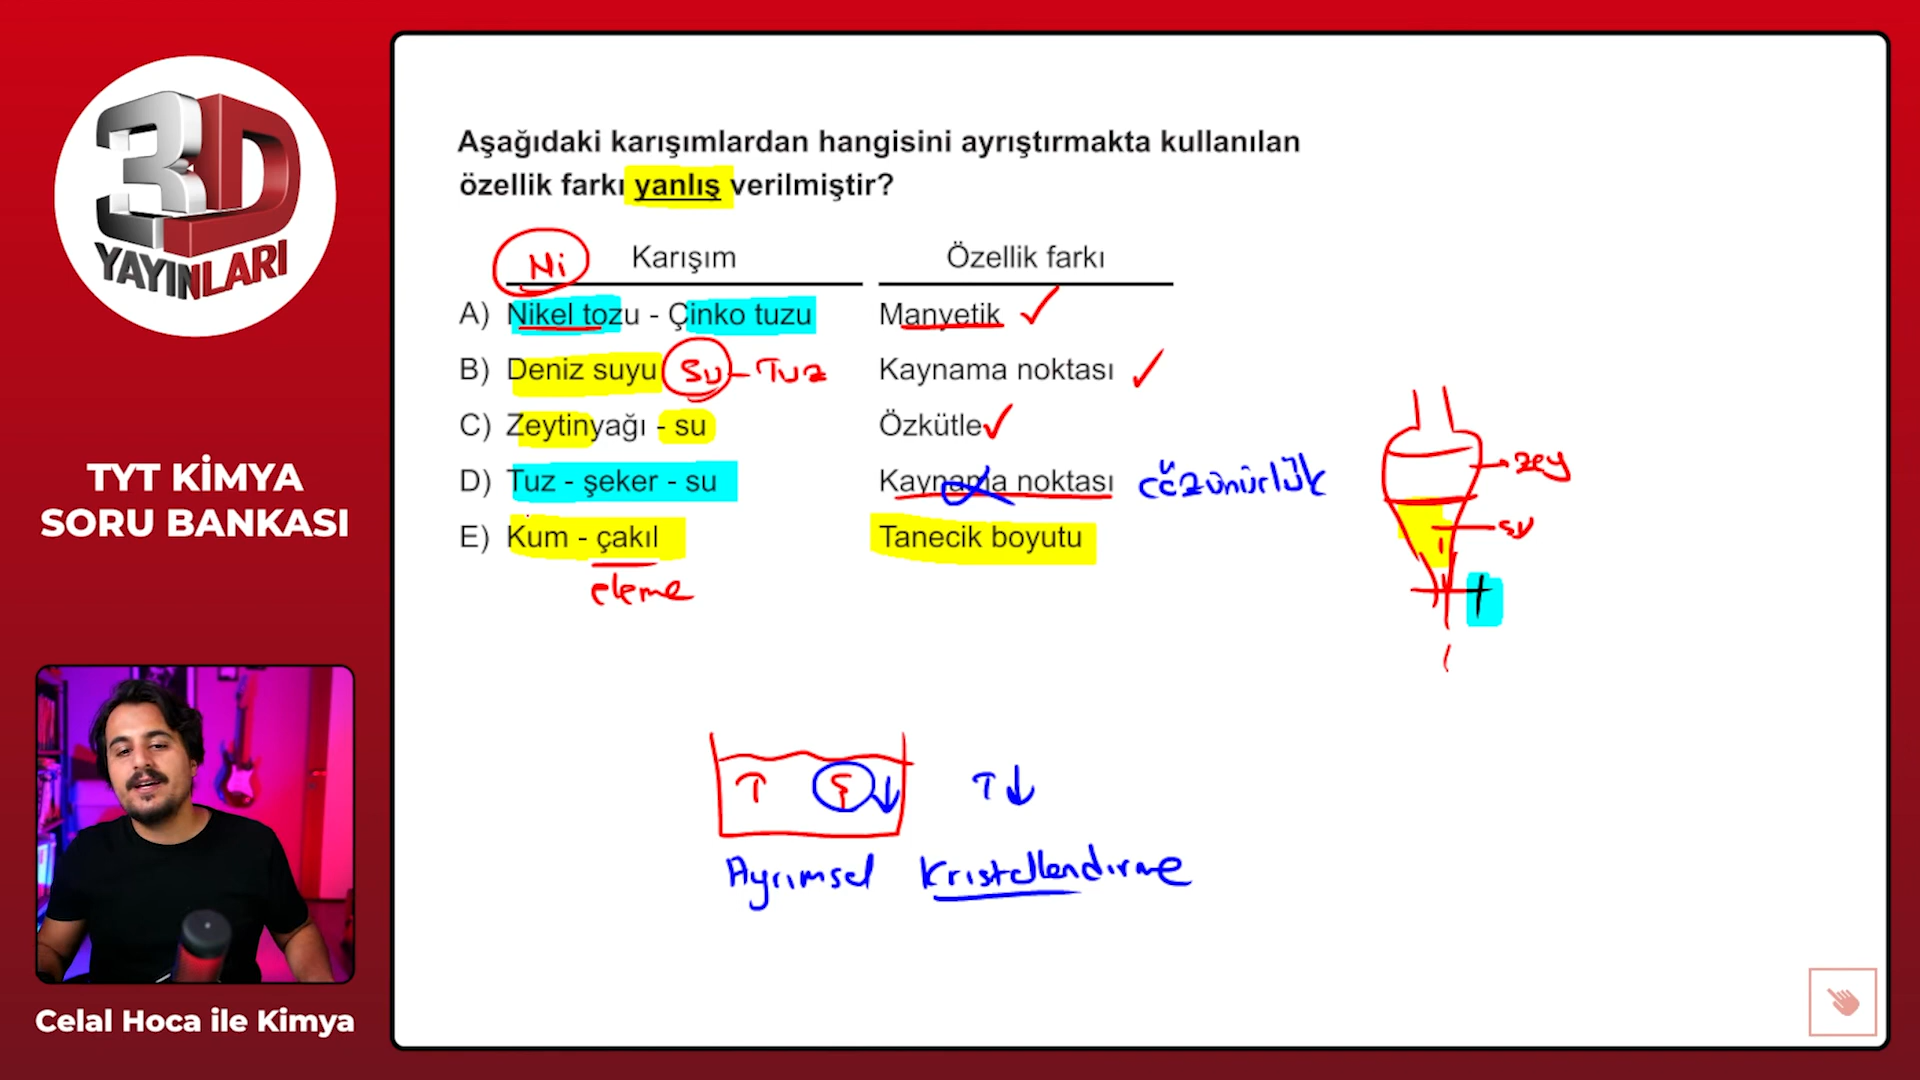 3D
YAYINLARI
TYT KİMYA
SORU BANKASI
Celal Hoca ile Kimya
Aşağıdaki karışımlardan hangisini ayrıştırmakta kullanılan
özellik farkı yanlış verilmiştir?
Ni Karışım Özellik farkı
A) Nikel tozu - Çinko tuzu Manyetik
B) Deniz suyu Su - Tuz Kaynama noktası
C) Zeytinyağı - su Özkütle
D) Tuz - şeker - su Kaynama noktası çözünürlük
E) Kum - çakıl Tanecik boyutu
eleme
zey
su
T Ş T
Ayrımsal Kristallendirme